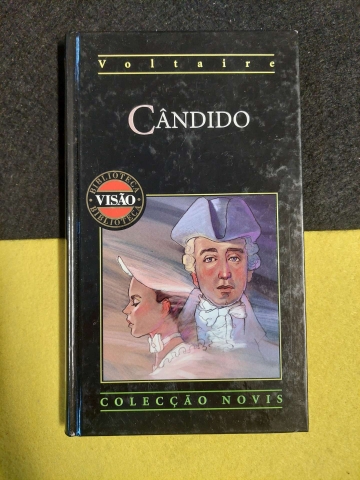 Voltaire
CÂNDIDO
BIBLIOTECA
VISÃO
BIBLIOTECA
COLECÇÃO NOVIS